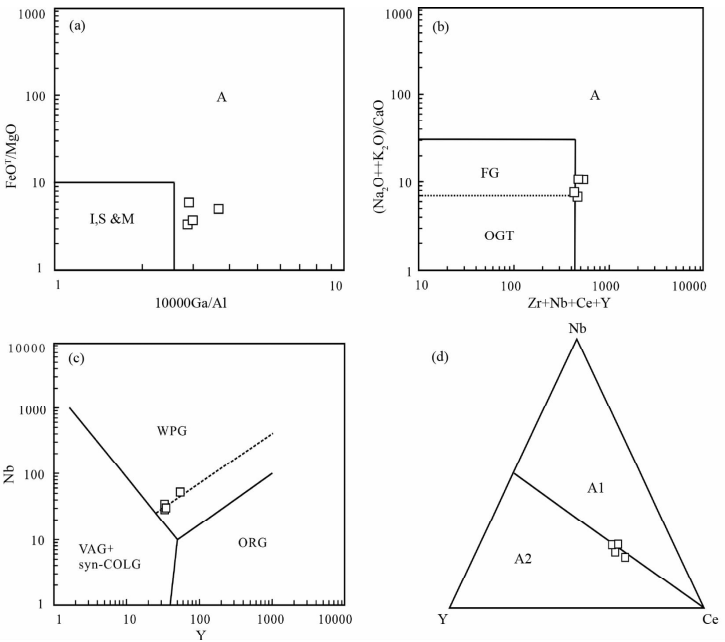 1000
(a)
100
A
FeOᵀ/MgO
10
I,S &M
1
1
10
10000Ga/Al
1000
(b)
100
A
(Na₂O++K₂O)/CaO
FG
10
OGT
1
10
100
1000
10000
Zr+Nb+Ce+Y
10000
(c)
1000
WPG
Nb
100
10
VAG+
syn-COLG
ORG
1
1
10
100
1000
10000
Y
(d)
Nb
A1
A2
Y
Ce